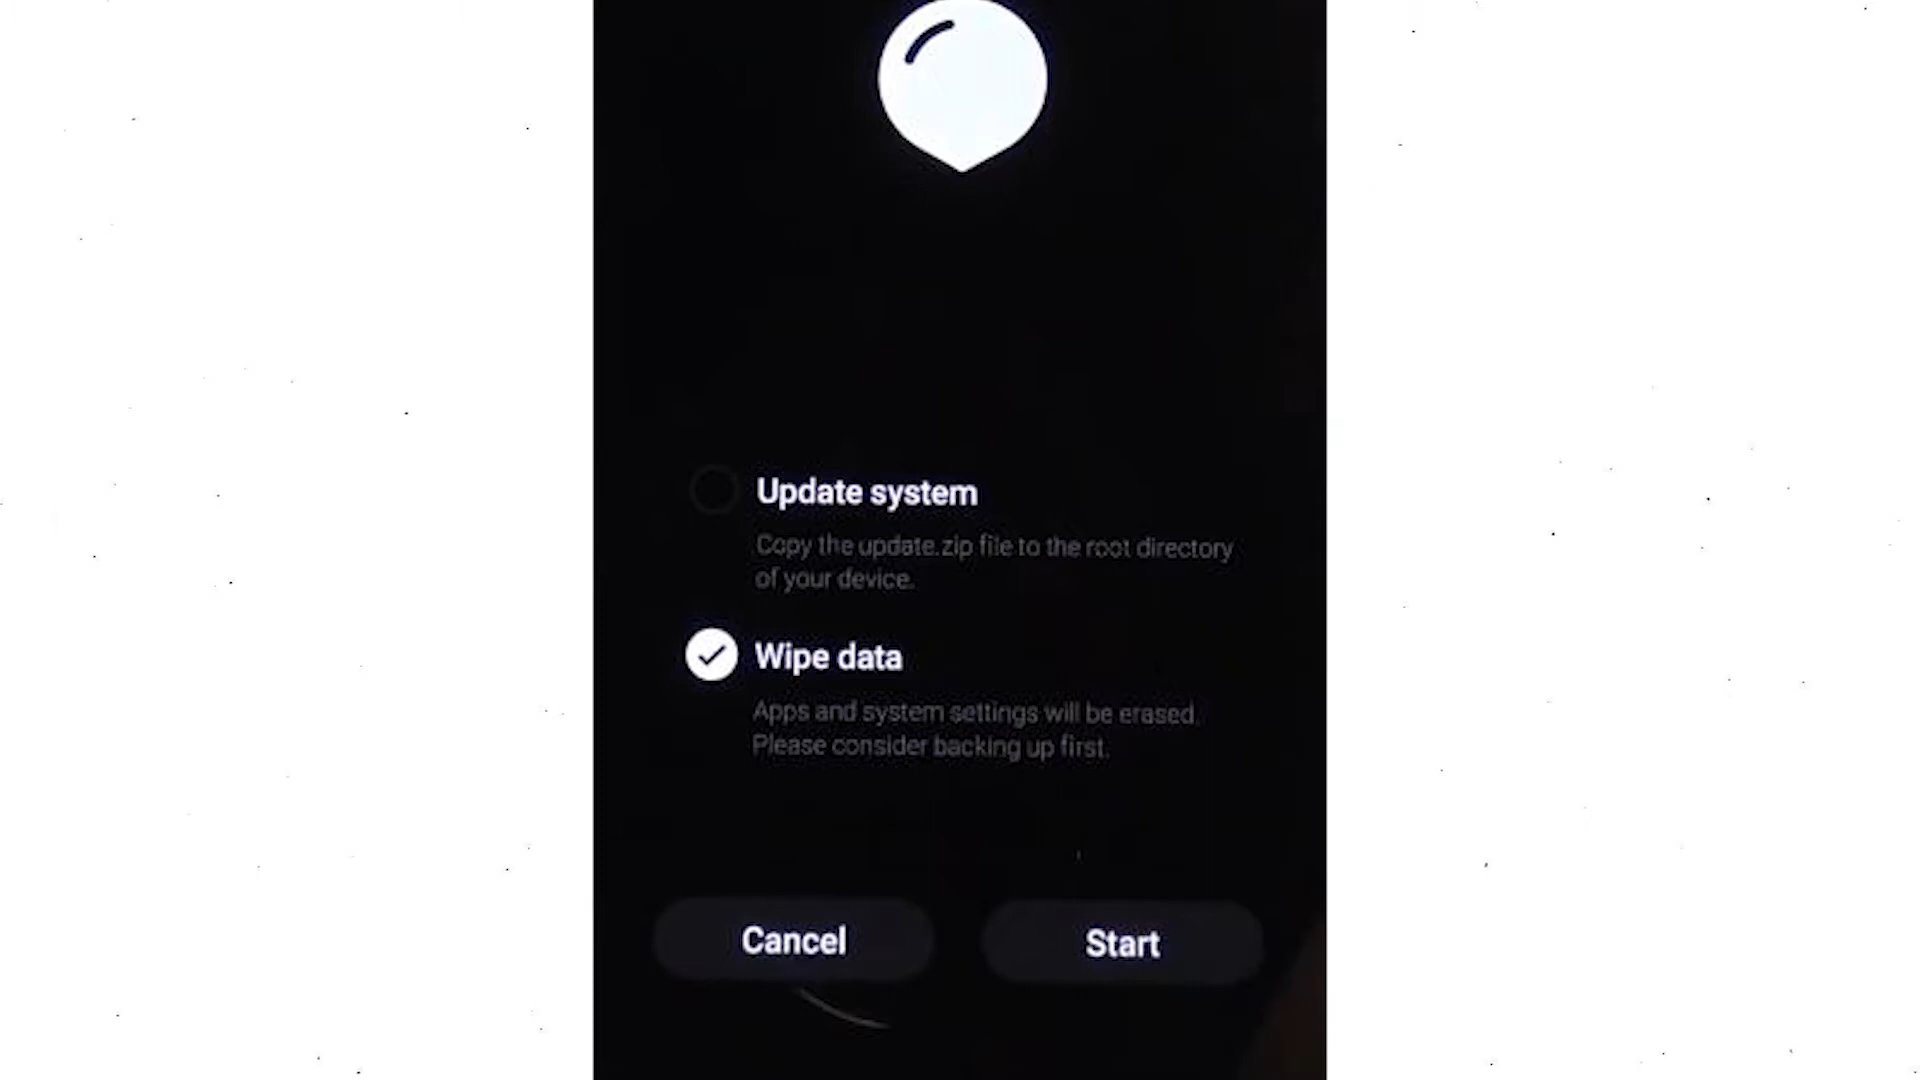 Update system
Copy the update.zip file to the root directory
of your device.
Wipe data
Apps and system settings will be erased.
Please consider backing up first.
Cancel
Start